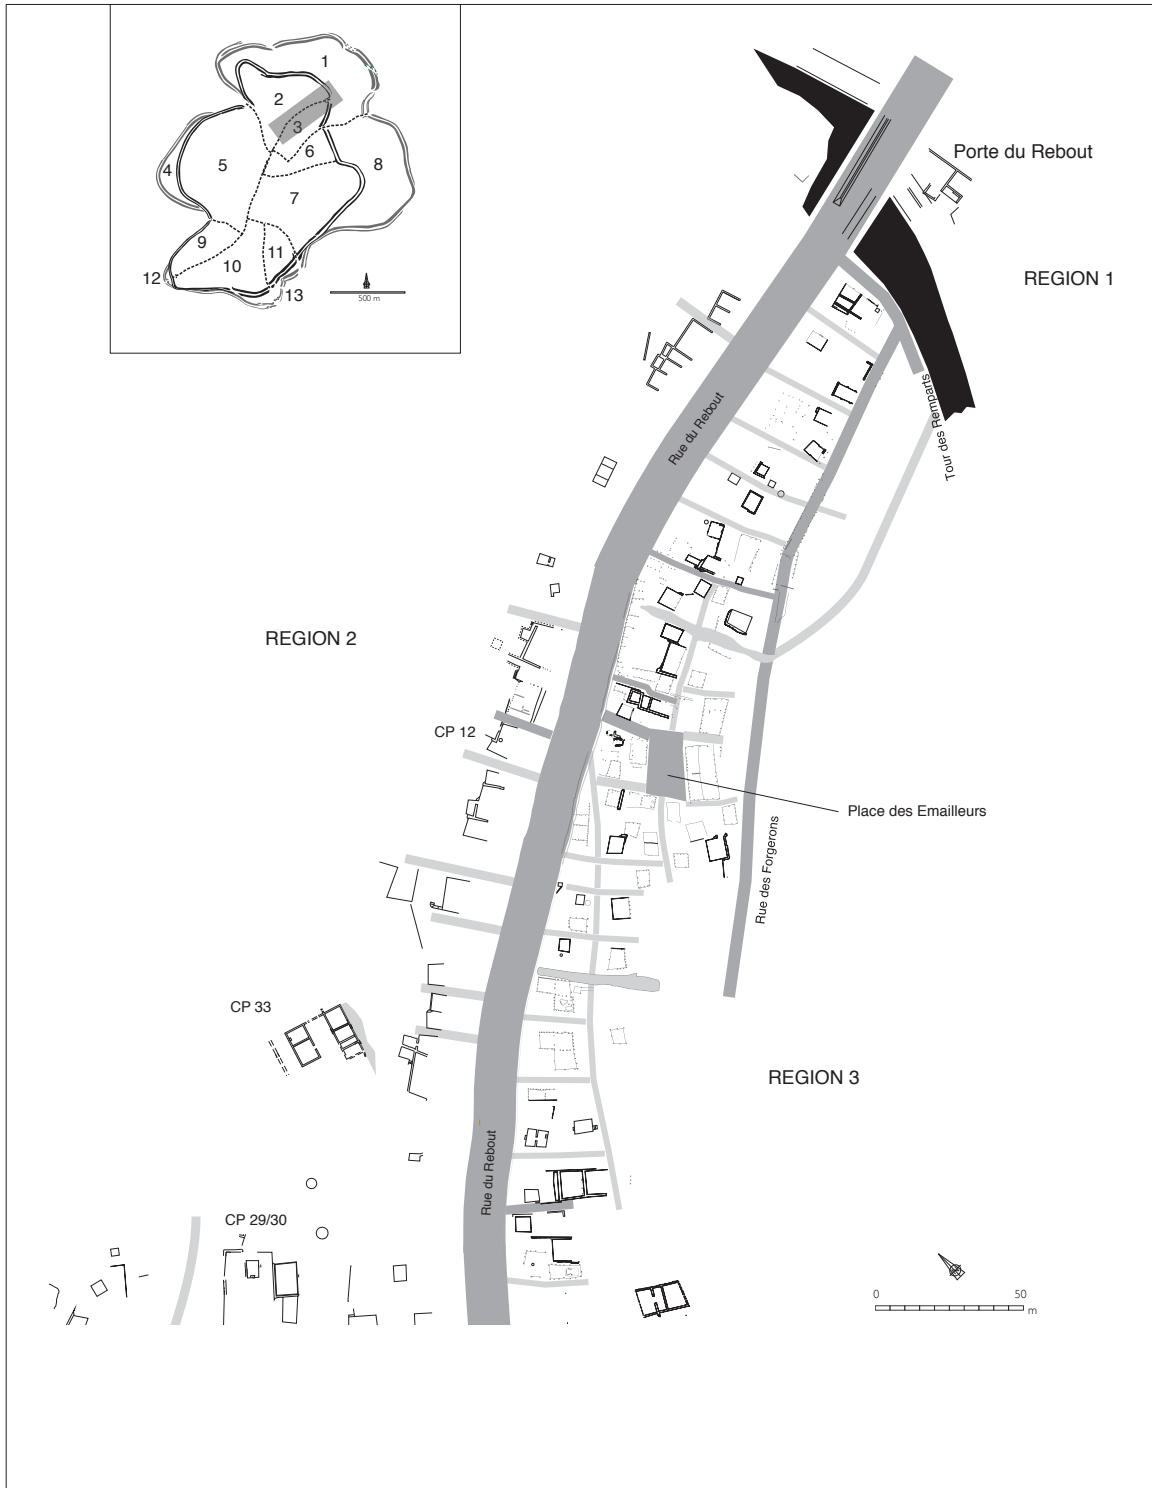 1
2
3
4
5
6
7
8
9
10
11
12
13
500 m
Porte du Rebout
REGION 1
Tour des Remparts
Rue du Rebout
REGION 2
CP 12
Place des Emailleurs
Rue des Forgerons
CP 33
REGION 3
Rue du Rebout
CP 29/30
0 50
m